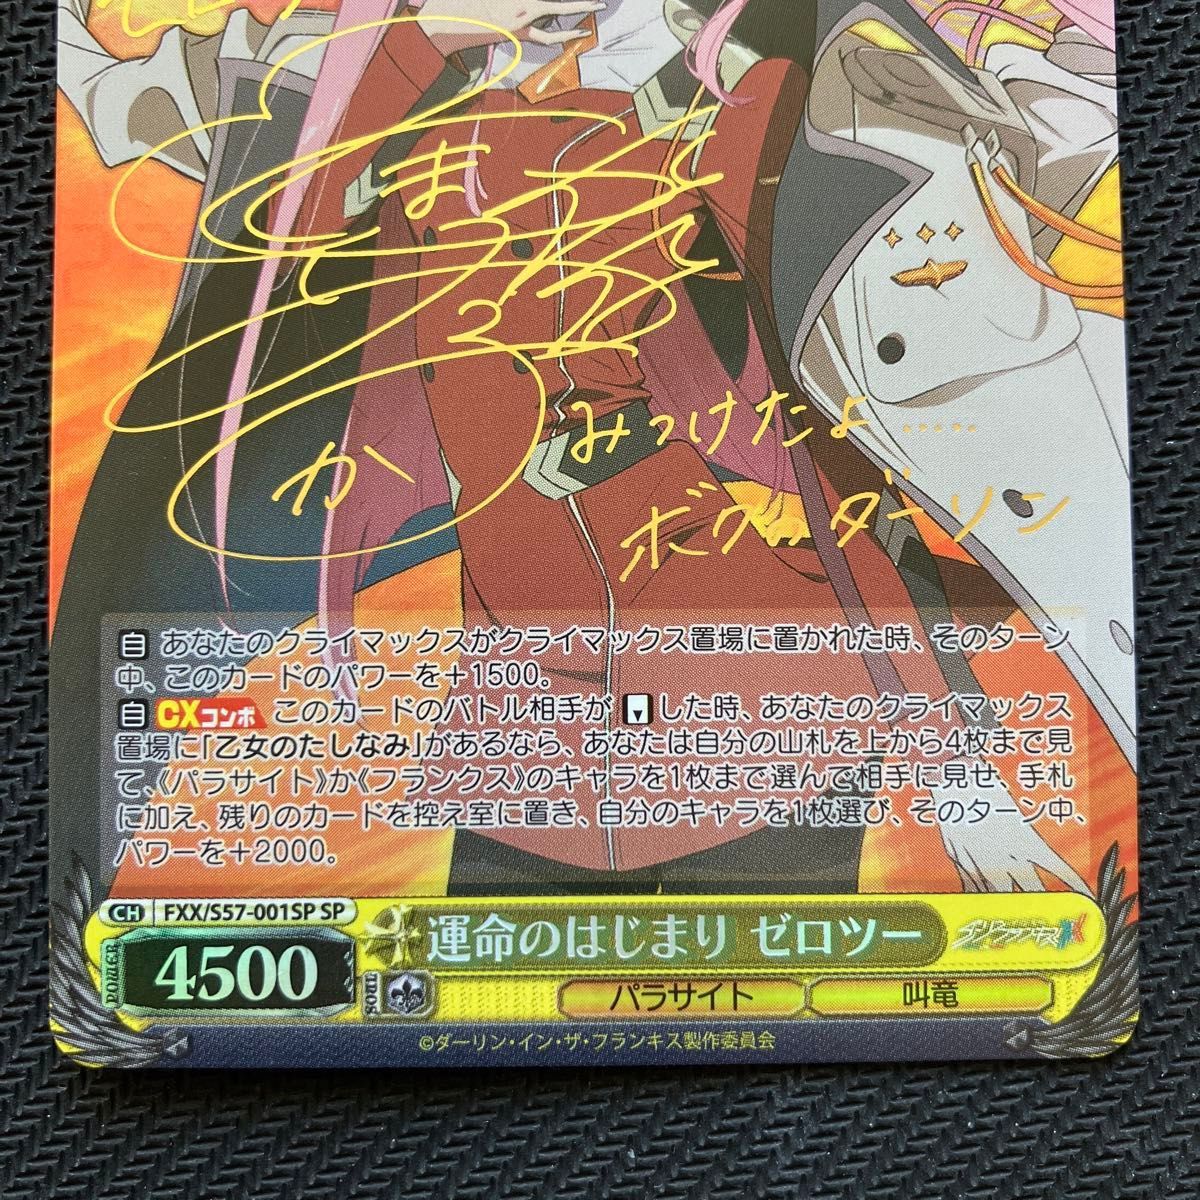 みつけたよ……
ボクのダーリン
自 あなたのクライマックスがクライマックス置場に置かれた時、そのターン
中、このカードのパワーを＋1500。
自 CXコンボ このカードのバトル相手が した時、あなたのクライマックス
置場に「乙女のたしなみ」があるなら、あなたは自分の山札を上から4枚まで見
て、《パラサイト》か《フランクス》のキャラを1枚まで選んで相手に見せ、手札
に加え、残りのカードを控え室に置き、自分のキャラを1枚選び、そのターン中、
パワーを＋2000。
CH FXX/S57-001SP SP
運命のはじまり ゼロツー
POWER 4500 SOUL
パラサイト 叫竜
©ダーリン・イン・ザ・フランキス製作委員会